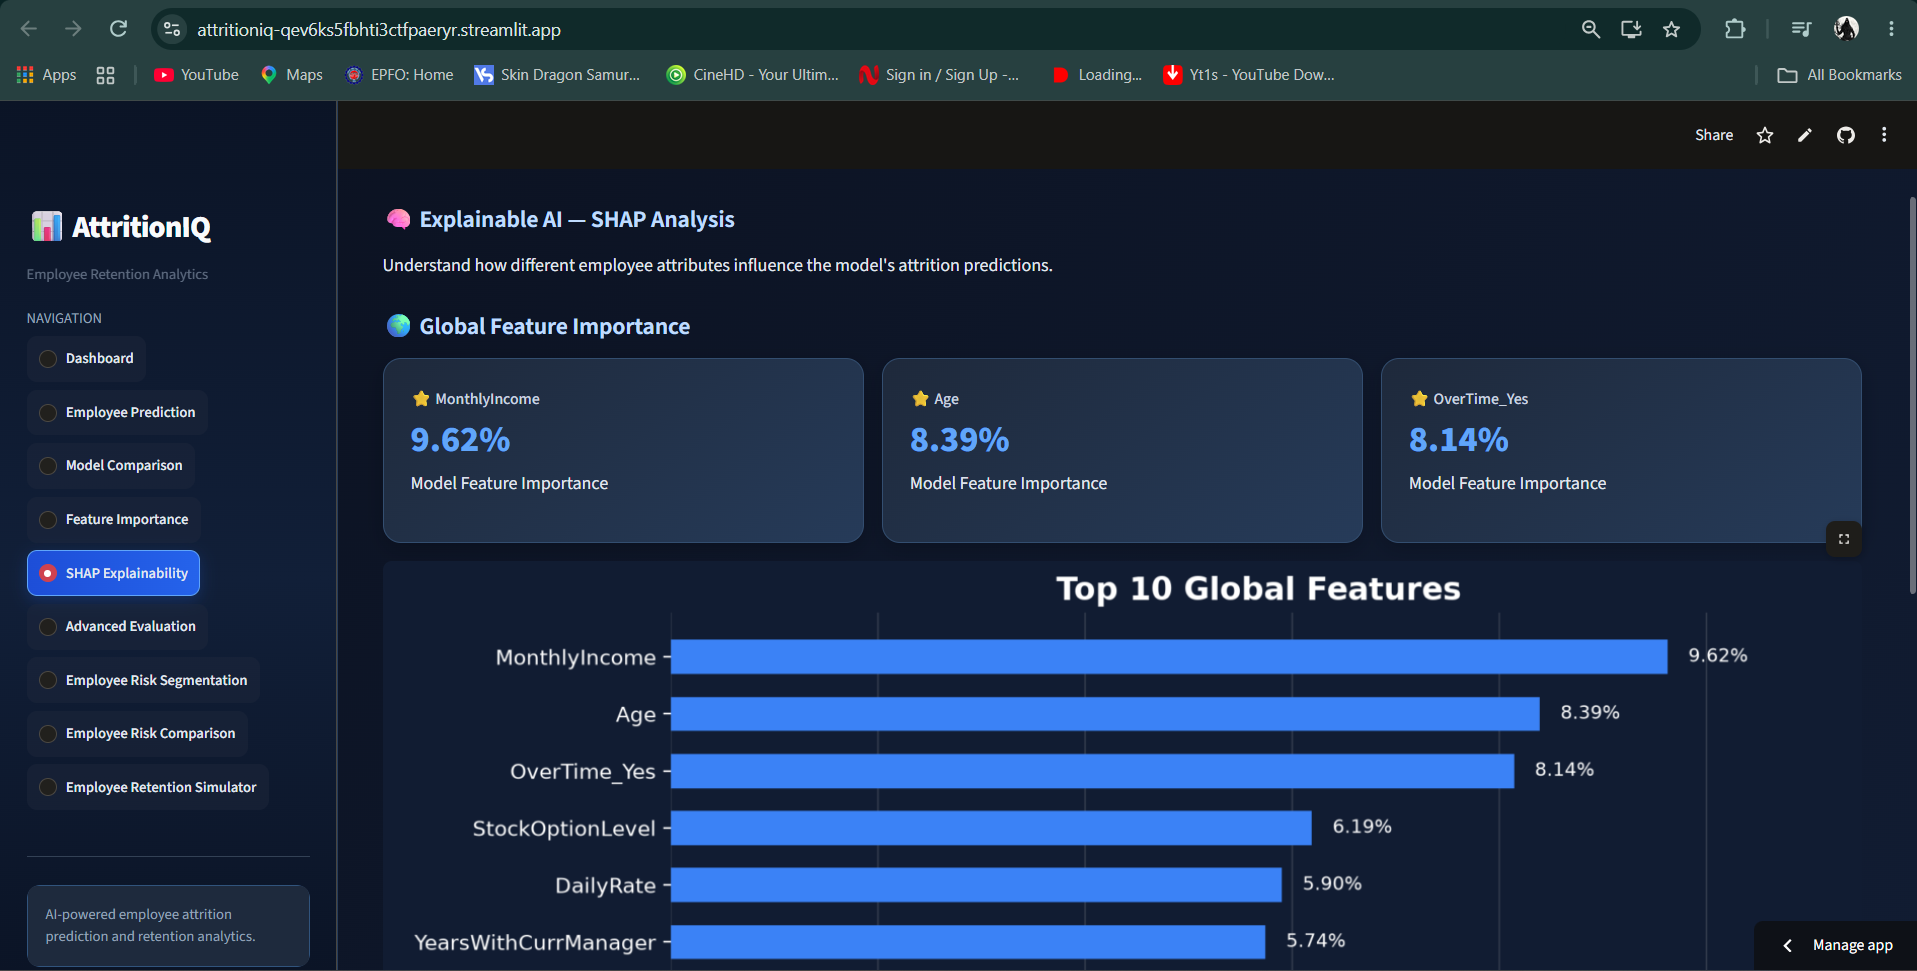 attritioniq-qev6ks5fbhti3ctfpaeryr.streamlit.app
Apps
YouTube
Maps
EPFO: Home
Skin Dragon Samur...
CineHD - Your Ultim...
Sign in / Sign Up -...
Loading...
Yt1s - YouTube Dow...
All Bookmarks
Share
AttritionIQ
Employee Retention Analytics
NAVIGATION
Dashboard
Employee Prediction
Model Comparison
Feature Importance
SHAP Explainability
Advanced Evaluation
Employee Risk Segmentation
Employee Risk Comparison
Employee Retention Simulator
AI-powered employee attrition
prediction and retention analytics.
Explainable AI — SHAP Analysis
Understand how different employee attributes influence the model's attrition predictions.
Global Feature Importance
MonthlyIncome
9.62%
Model Feature Importance
Age
8.39%
Model Feature Importance
OverTime_Yes
8.14%
Model Feature Importance
Top 10 Global Features
MonthlyIncome 9.62%
Age 8.39%
OverTime_Yes 8.14%
StockOptionLevel 6.19%
DailyRate 5.90%
YearsWithCurrManager 5.74%
Manage app